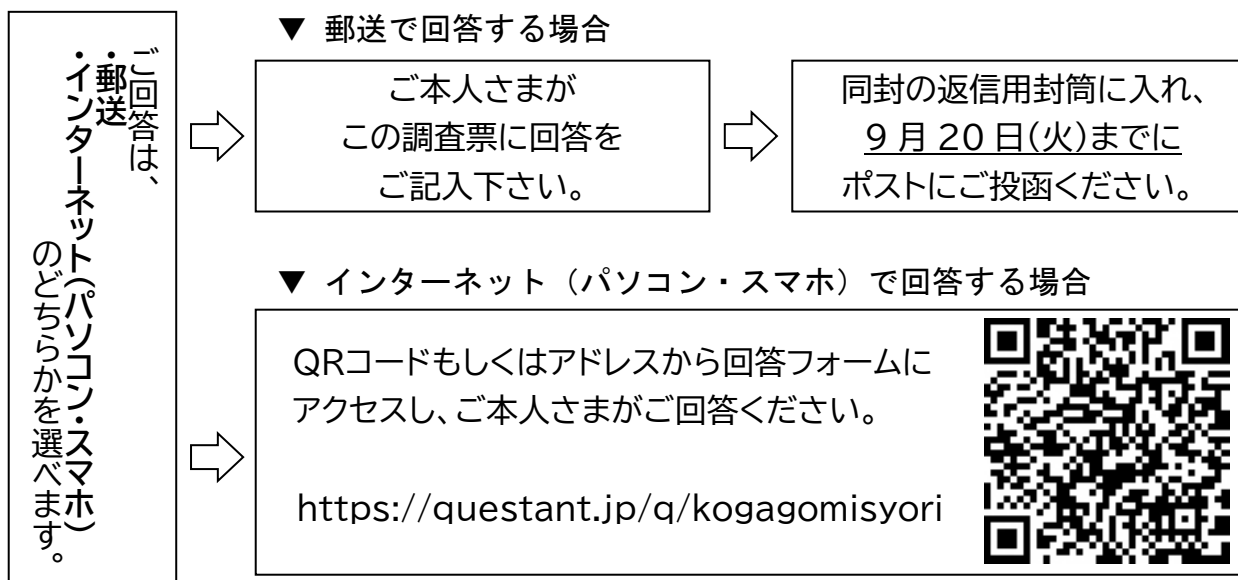 ご回答は、
・郵送
・インターネット(パソコン・スマホ)
のどちらかを選べます。
▼ 郵送で回答する場合
ご本人さまが
この調査票に回答を
ご記入下さい。
同封の返信用封筒に入れ、
9月20日(火)までに
ポストにご投函ください。
▼ インターネット（パソコン・スマホ）で回答する場合
QRコードもしくはアドレスから回答フォームに
アクセスし、ご本人さまがご回答ください。
https://questant.jp/q/kogagomisyori